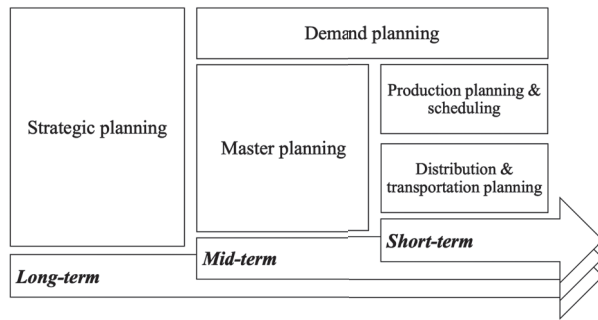 Demand planning
Strategic planning
Master planning
Production planning &
scheduling
Distribution &
transportation planning
Short-term
Mid-term
Long-term